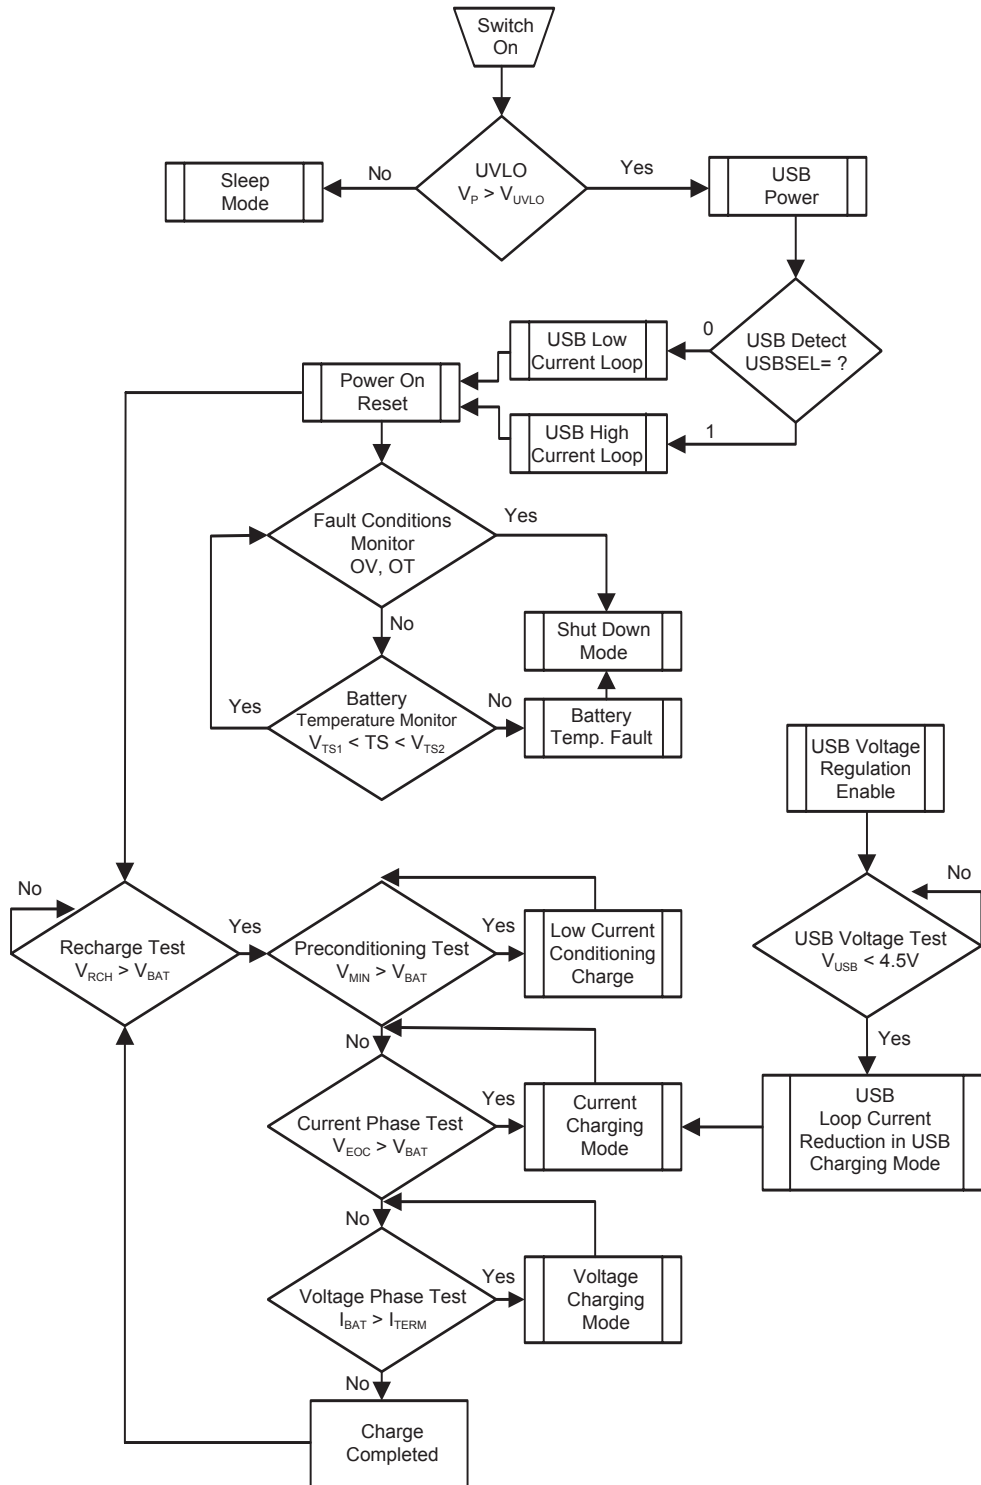 Switch
On
UVLO
V_P > V_UVLO
No
Yes
Sleep
Mode
USB
Power
USB Detect
USBSEL= ?
0
1
USB Low
Current Loop
USB High
Current Loop
Power On
Reset
Fault Conditions
Monitor
OV, OT
Yes
No
Shut Down
Mode
Battery
Temperature Monitor
V_TS1 < TS < V_TS2
Yes
No
Battery
Temp. Fault
USB Voltage
Regulation
Enable
No
Recharge Test
V_RCH > V_BAT
Yes
Preconditioning Test
V_MIN > V_BAT
Yes
Low Current
Conditioning
Charge
No
USB Voltage Test
V_USB < 4.5V
Yes
No
Current Phase Test
V_EOC > V_BAT
Yes
Current
Charging
Mode
USB
Loop Current
Reduction in USB
Charging Mode
No
Voltage Phase Test
I_BAT > I_TERM
Yes
Voltage
Charging
Mode
No
Charge
Completed